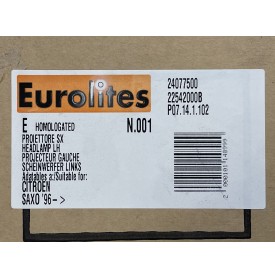 Eurolites
24077500
22542000B
P07.14.1.102
E HOMOLOGATED
N.001
PROIETTORE SX
HEADLAMP LH
PROJECTEUR GAUCHE
SCHEINWERFER LINKS
Adatables a:/Suitable for:
CITROEN
SAXO '96->